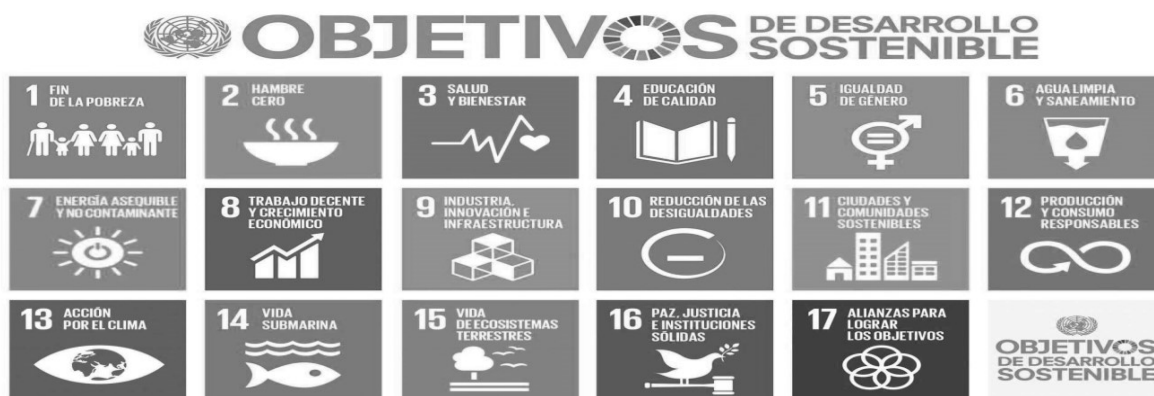 OBJETIVOS DE DESARROLLO
SOSTENIBLE
1 FIN
DE LA POBREZA
2 HAMBRE
CERO
3 SALUD
Y BIENESTAR
4 EDUCACIÓN
DE CALIDAD
5 IGUALDAD
DE GÉNERO
6 AGUA LIMPIA
Y SANEAMIENTO
7 ENERGÍA ASEQUIBLE
Y NO CONTAMINANTE
8 TRABAJO DECENTE
Y CRECIMIENTO
ECONÓMICO
9 INDUSTRIA,
INNOVACIÓN E
INFRAESTRUCTURA
10 REDUCCIÓN DE LAS
DESIGUALDADES
11 CIUDADES Y
COMUNIDADES
SOSTENIBLES
12 PRODUCCIÓN
Y CONSUMO
RESPONSABLES
13 ACCIÓN
POR EL CLIMA
14 VIDA
SUBMARINA
15 VIDA
DE ECOSISTEMAS
TERRESTRES
16 PAZ, JUSTICIA
E INSTITUCIONES
SÓLIDAS
17 ALIANZAS PARA
LOGRAR
LOS OBJETIVOS
OBJETIVOS
DE DESARROLLO
SOSTENIBLE